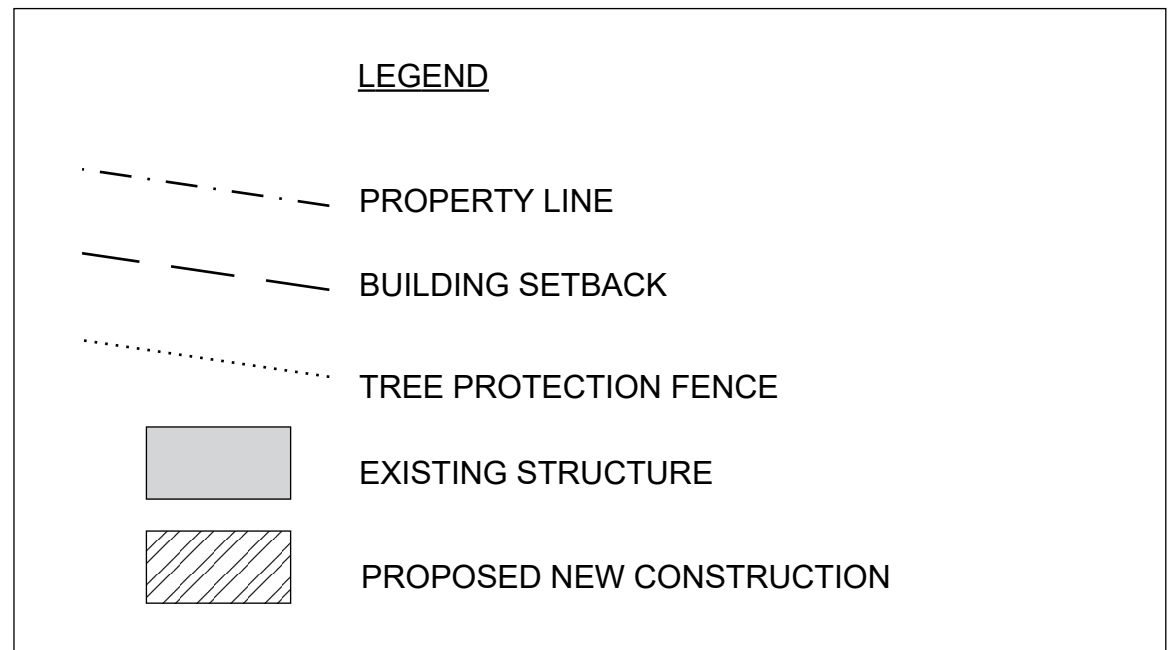 LEGEND
PROPERTY LINE
BUILDING SETBACK
TREE PROTECTION FENCE
EXISTING STRUCTURE
PROPOSED NEW CONSTRUCTION